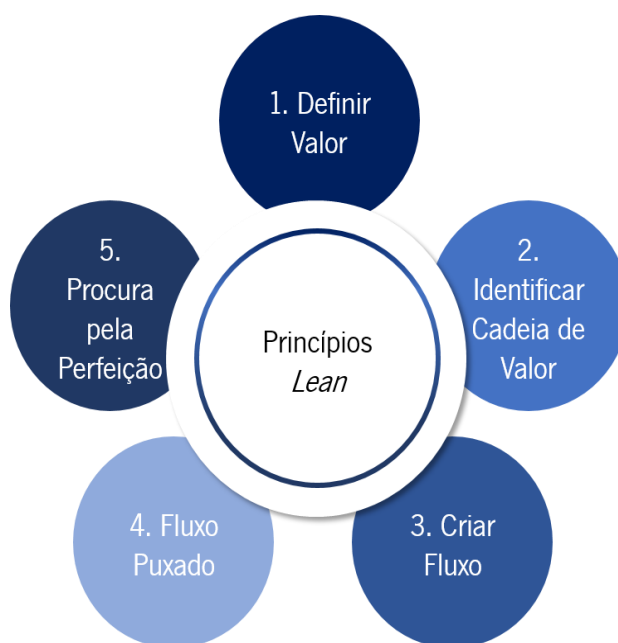 1. Definir
Valor
2.
Identificar
Cadeia de
Valor
3. Criar
Fluxo
4. Fluxo
Puxado
5.
Procura
pela
Perfeição
Princípios
Lean